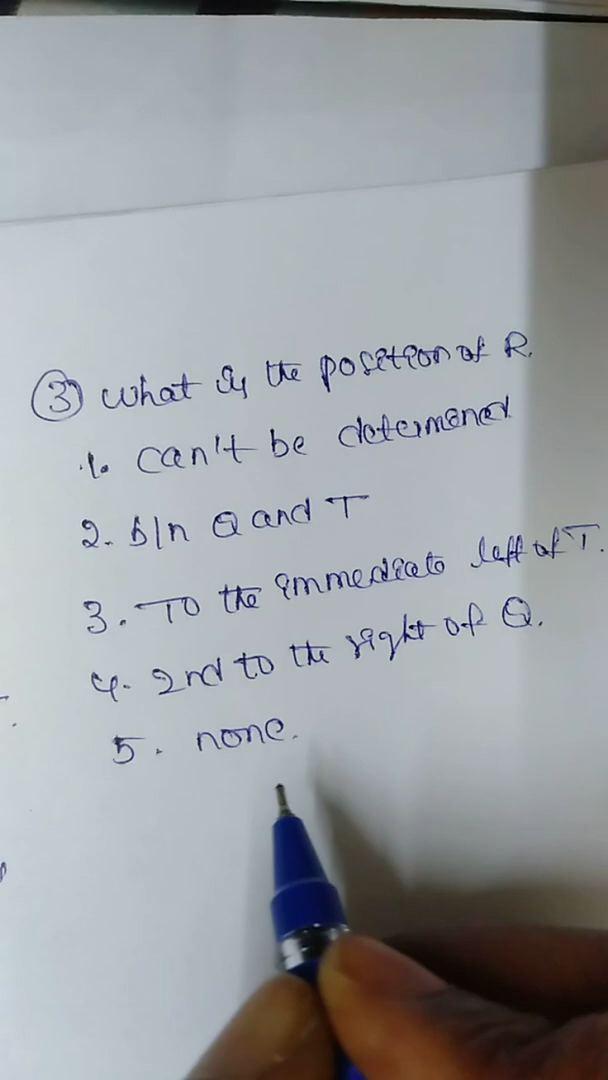 ③ What is the position of R.
1. can't be determened
2. b/n Q and T
3. To the immediate left of T.
4. 2nd to the right of Q.
5. none.